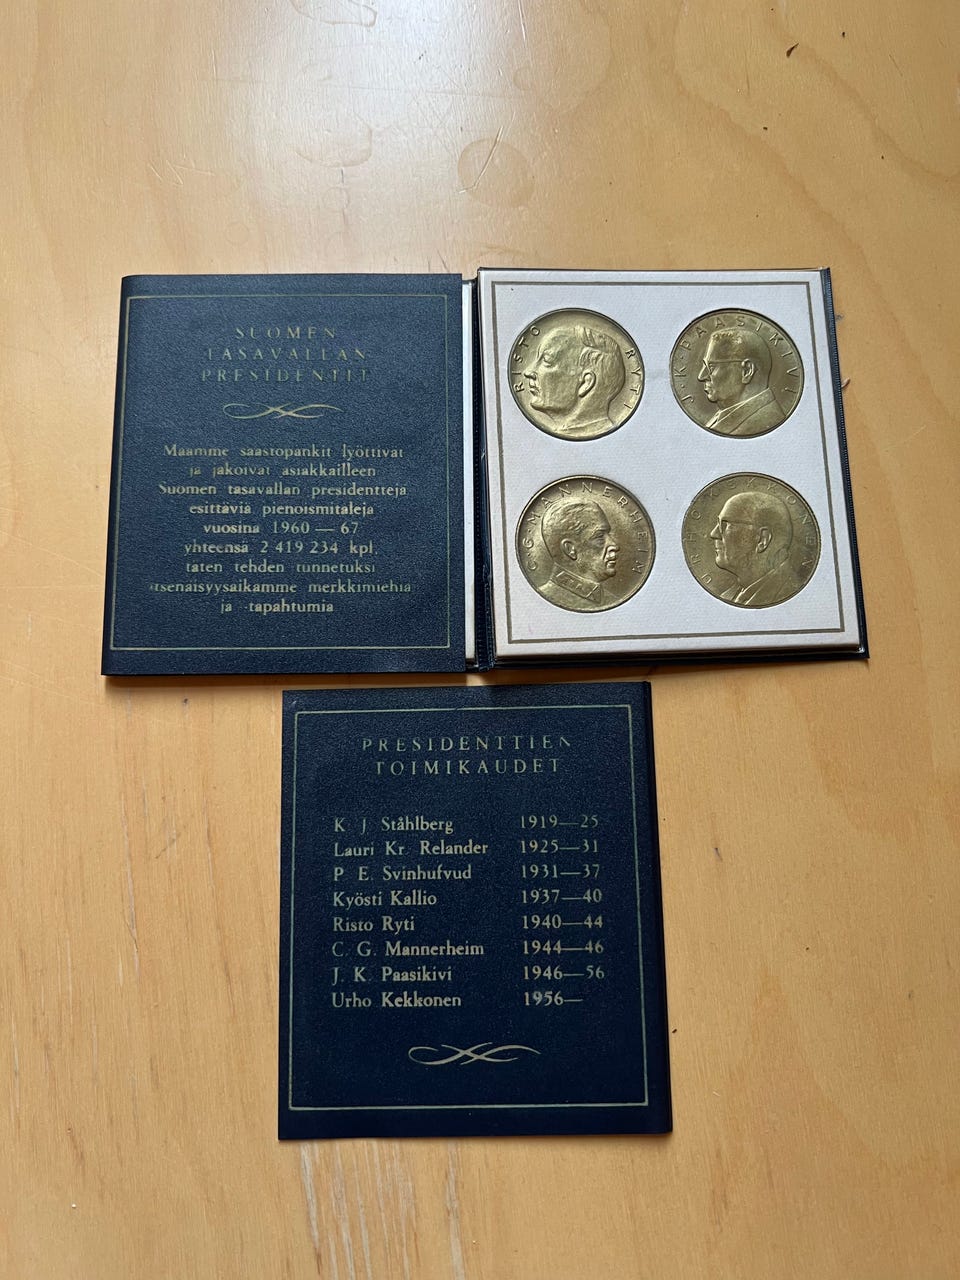 SUOMEN
TASAVALLAN
PRESIDENTIT
Maamme säästöpankit lyöttivät
ja jakoivat asiakkailleen
Suomen tasavallan presidenttejä
esittäviä pienoismitaleja
vuosina 1960 — 67
yhteensä 2 419 234 kpl,
täten tehden tunnetuksi
itsenäisyysaikamme merkkimiehiä
ja tapahtumia
RISTO RYTI
J·K·PAASIKIVI
C·G·MANNERHEIM
URHO KEKKONEN
PRESIDENTTIEN
TOIMIKAUDET
K J Ståhlberg 1919—25
Lauri Kr. Relander 1925—31
P E. Svinhufvud 1931—37
Kyösti Kallio 1937—40
Risto Ryti 1940—44
C. G. Mannerheim 1944—46
J. K. Paasikivi 1946—56
Urho Kekkonen 1956—